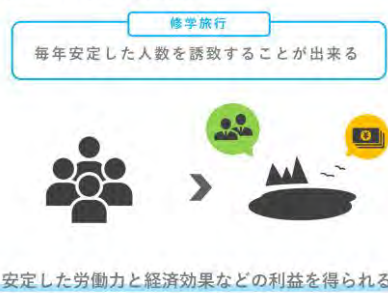 修学旅行
毎年安定した人数を誘致することが出来る
¥
安定した労働力と経済効果などの利益を得られる